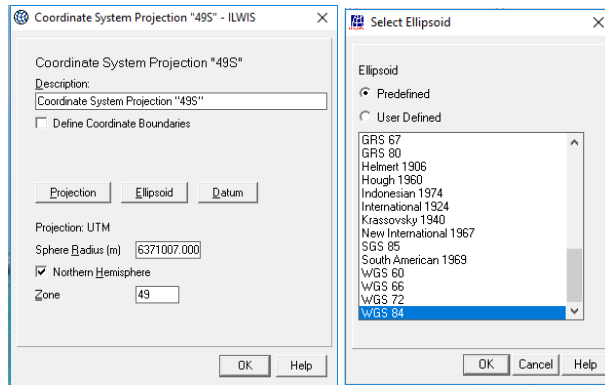 Coordinate System Projection "49S" - ILWIS
Coordinate System Projection "49S"
Description:
Coordinate System Projection "49S"
Define Coordinate Boundaries
Projection
Ellipsoid
Datum
Projection: UTM
Sphere Radius (m) 6371007.000
Northern Hemisphere
Zone 49
OK
Help
Select Ellipsoid
Ellipsoid
Predefined
User Defined
GRS 67
GRS 80
Helmert 1906
Hough 1960
Indonesian 1974
International 1924
Krassovsky 1940
New International 1967
SGS 85
South American 1969
WGS 60
WGS 66
WGS 72
WGS 84
OK
Cancel
Help